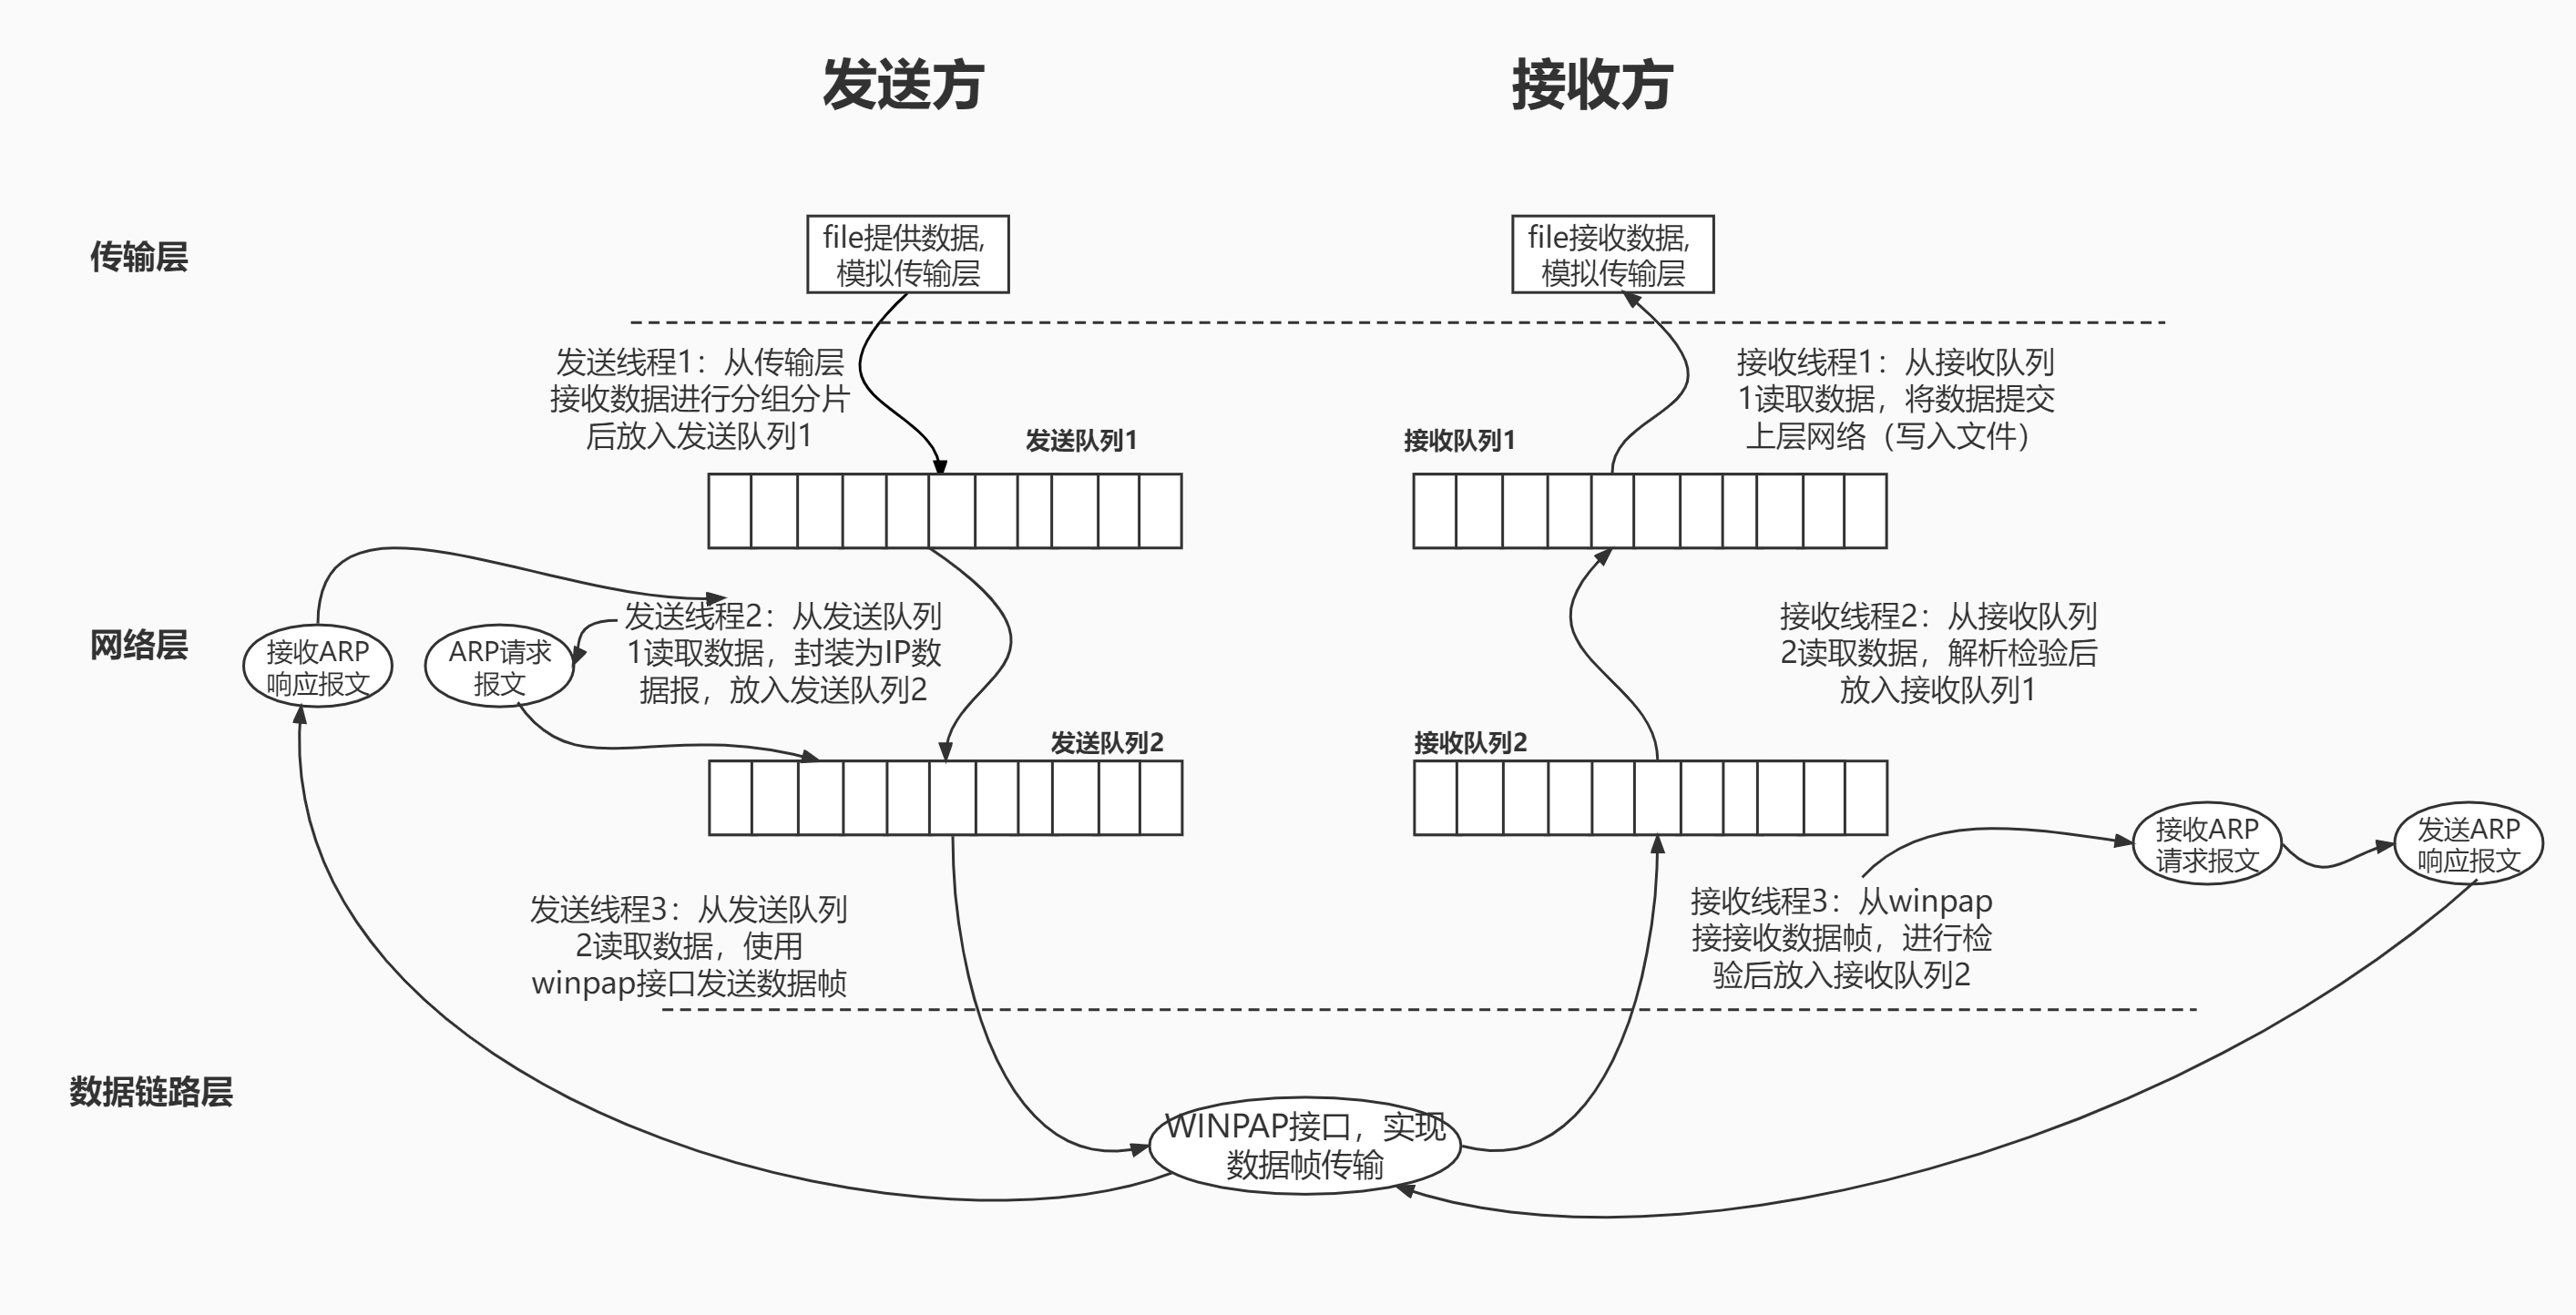 发送方
接收方
传输层
file提供数据,
模拟传输层
file接收数据,
模拟传输层
发送线程1：从传输层
接收数据进行分组分片
后放入发送队列1
发送队列1
接收队列1
接收线程1：从接收队列
1读取数据，将数据提交
上层网络（写入文件）
网络层
接收ARP
响应报文
ARP请求
报文
发送线程2：从发送队列
1读取数据，封装为IP数
据报，放入发送队列2
接收线程2：从接收队列
2读取数据，解析检验后
放入接收队列1
发送队列2
接收队列2
发送线程3：从发送队列
2读取数据，使用
winpap接口发送数据帧
接收线程3：从winpap
接接收数据帧，进行检
验后放入接收队列2
接收ARP
请求报文
发送ARP
响应报文
数据链路层
WINPAP接口，实现
数据帧传输